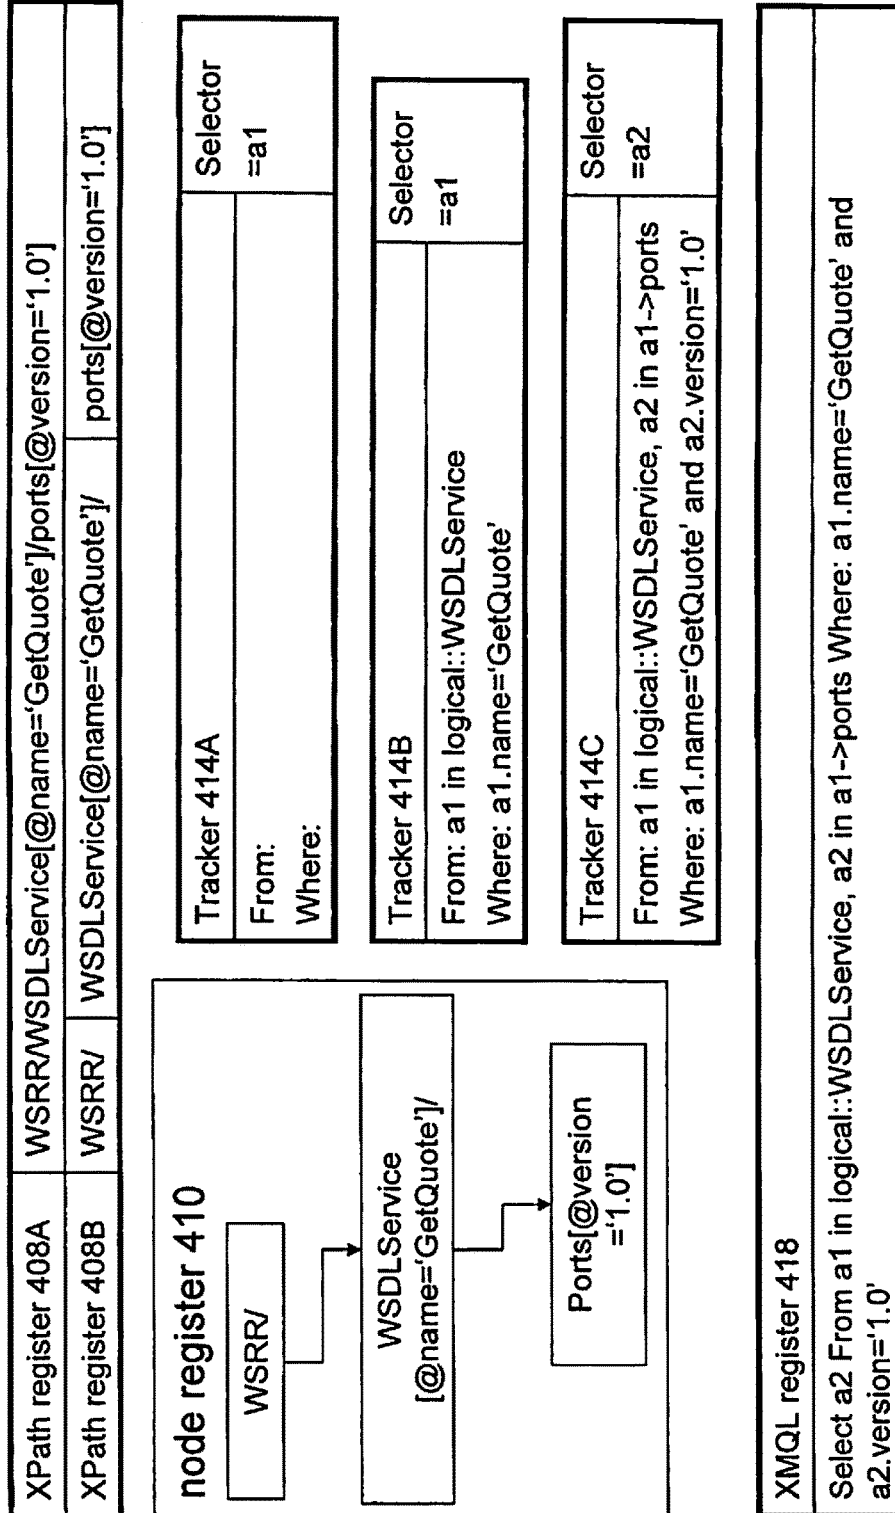 XPath register 408A WSRR/WSDLService[@name='GetQuote']/ports[@version='1.0']
XPath register 408B WSRR/ WSDLService[@name='GetQuote']/ ports[@version='1.0']
node register 410
WSRR/
WSDLService
[@name='GetQuote']/
Ports[@version
='1.0']
Tracker 414A
Selector
=a1
From:
Where:
Tracker 414B
Selector
=a1
From: a1 in logical::WSDLService
Where: a1.name='GetQuote'
Tracker 414C
Selector
=a2
From: a1 in logical::WSDLService, a2 in a1->ports
Where: a1.name='GetQuote' and a2.version='1.0'
XMQL register 418
Select a2 From a1 in logical::WSDLService, a2 in a1->ports Where: a1.name='GetQuote' and
a2.version='1.0'